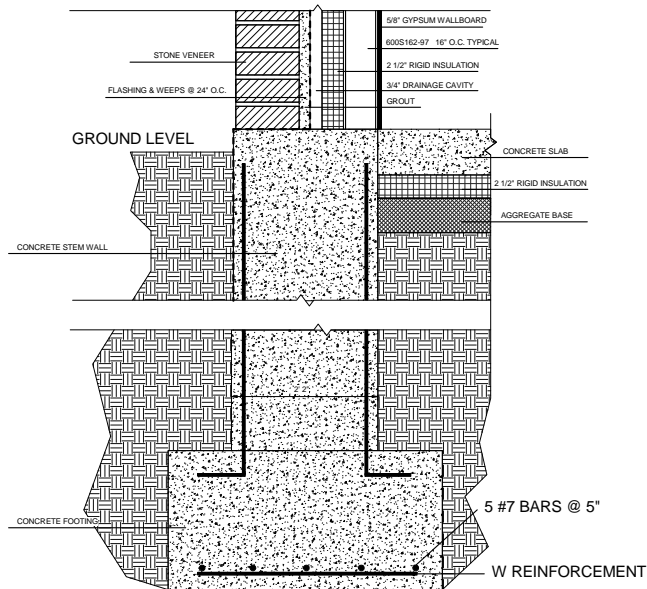 5/8" GYPSUM WALLBOARD
600S162-97 16" O.C. TYPICAL
STONE VENEER
2 1/2" RIGID INSULATION
FLASHING & WEEPS @ 24" O.C.
3/4" DRAINAGE CAVITY
GROUT
GROUND LEVEL
CONCRETE SLAB
2 1/2" RIGID INSULATION
AGGREGATE BASE
CONCRETE STEM WALL
5 #7 BARS @ 5"
CONCRETE FOOTING
W REINFORCEMENT